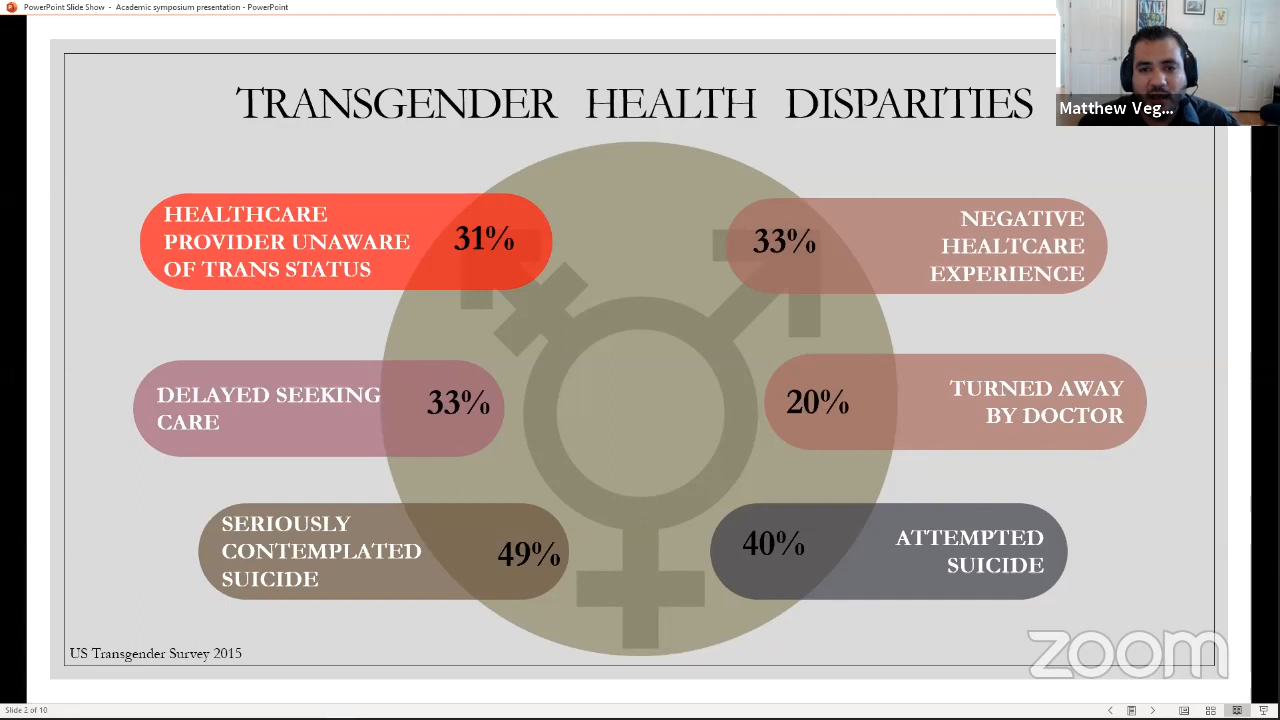 PowerPoint Slide Show - Academic symposium presentation - PowerPoint
Matthew Veg...
TRANSGENDER HEALTH DISPARITIES
HEALTHCARE
PROVIDER UNAWARE
OF TRANS STATUS
31%
33%
NEGATIVE
HEALTCARE
EXPERIENCE
DELAYED SEEKING
CARE
33%
20%
TURNED AWAY
BY DOCTOR
SERIOUSLY
CONTEMPLATED
SUICIDE
49%
40%
ATTEMPTED
SUICIDE
US Transgender Survey 2015
zoom
Slide 2 of 10